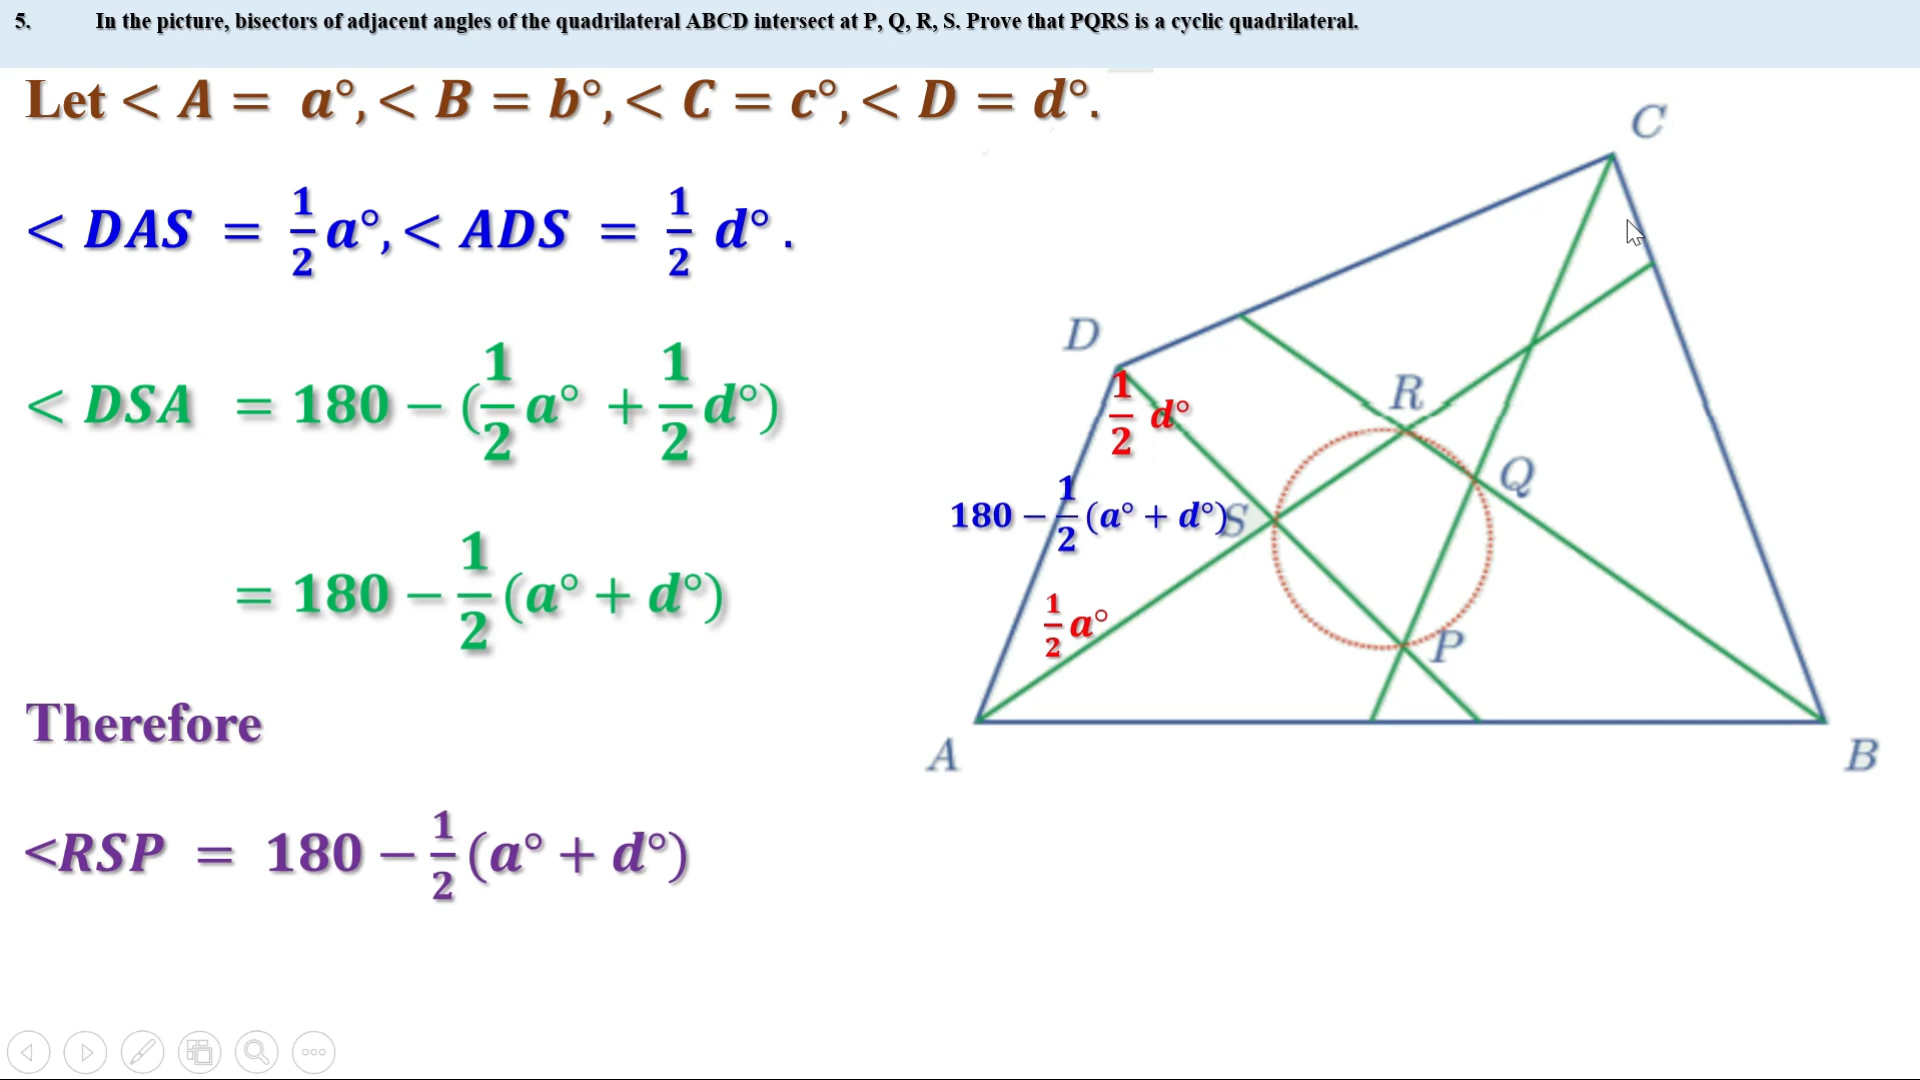 5. In the picture, bisectors of adjacent angles of the quadrilateral ABCD intersect at P, Q, R, S. Prove that PQRS is a cyclic quadrilateral.
Let < A = a°, < B = b°, < C = c°, < D = d°.
< DAS = 1/2 a°, < ADS = 1/2 d° .
< DSA = 180 − (1/2 a° + 1/2 d°)
= 180 − 1/2 (a° + d°)
Therefore
<RSP = 180 − 1/2 (a° + d°)
C
D
1/2 d°
R
Q
180 − 1/2 (a° + d°)
S
1/2 a°
P
A
B